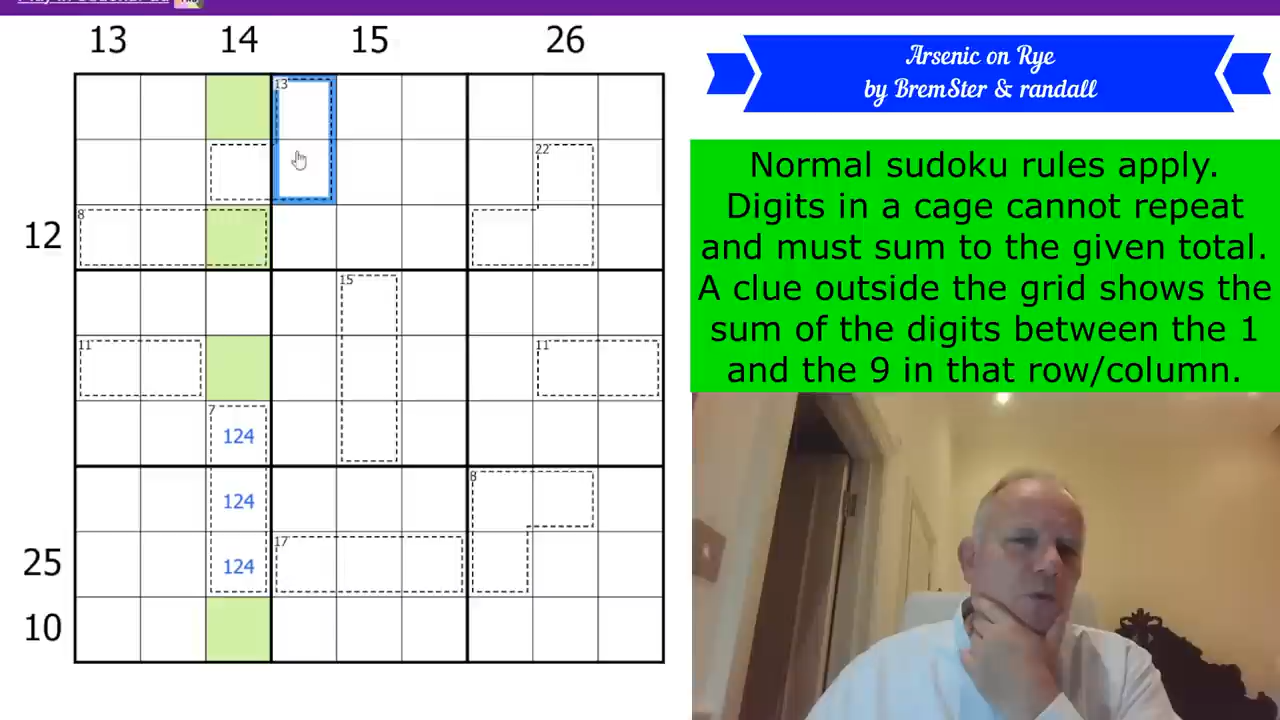 13 14 15 26
Arsenic on Rye
by BremSter & randall
13
22
Normal sudoku rules apply.
Digits in a cage cannot repeat
and must sum to the given total.
A clue outside the grid shows the
sum of the digits between the 1
and the 9 in that row/column.
12
8
15
11
11
7
124
8
124
25
17
124
10